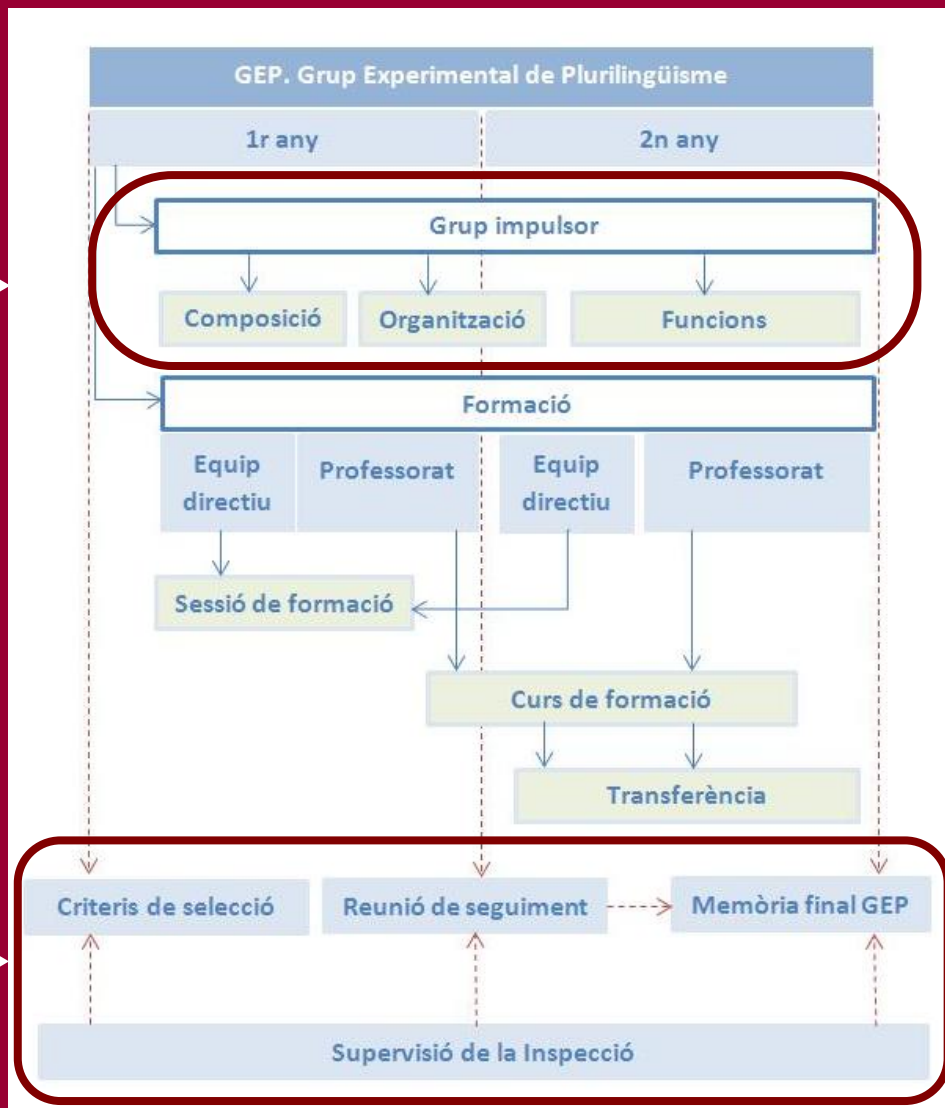 GEP. Grup Experimental de Plurilingüisme
1r any
2n any
Grup impulsor
Composició
Organització
Funcions
Formació
Equip
directiu
Professorat
Equip
directiu
Professorat
Sessió de formació
Curs de formació
Transferència
Criteris de selecció
Reunió de seguiment
Memòria final GEP
Supervisió de la Inspecció